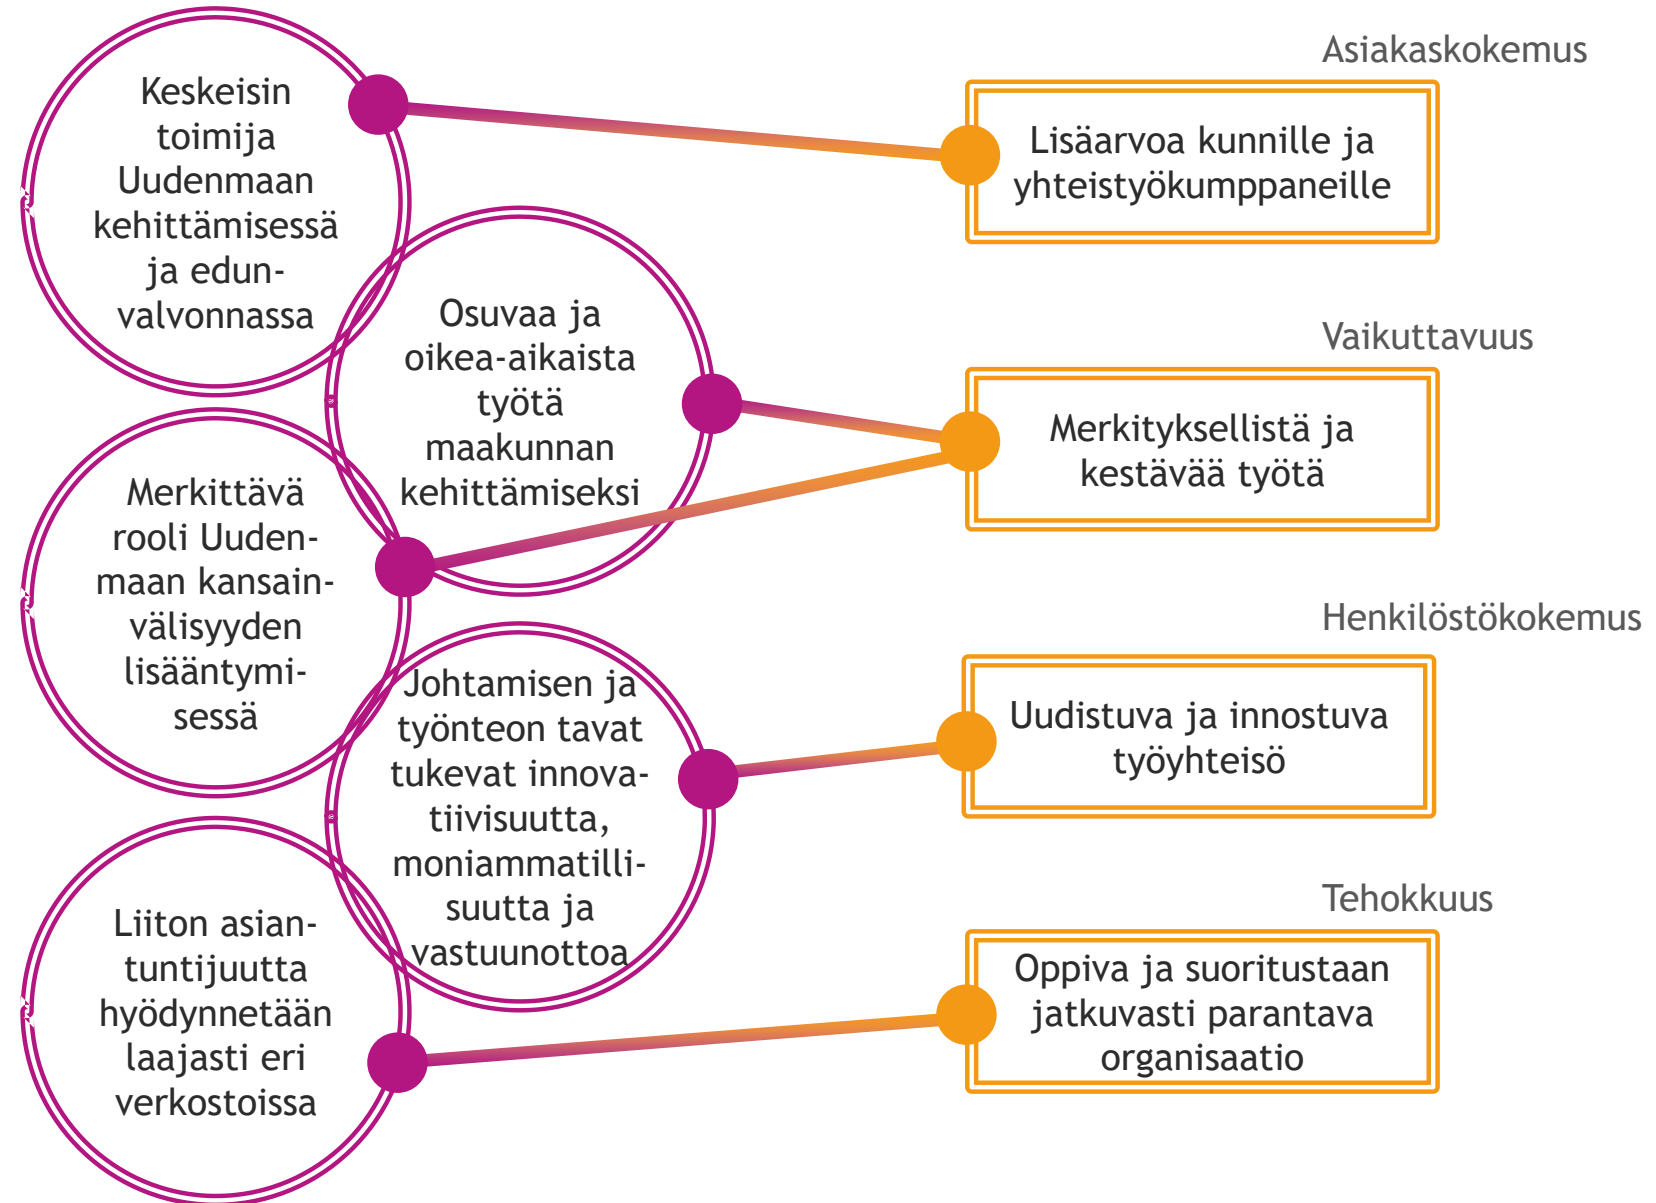 Keskeisin
toimija
Uudenmaan
kehittämisessä
ja edun-
valvonnassa
Osuvaa ja
oikea-aikaista
työtä
maakunnan
kehittämiseksi
Merkittävä
rooli Uuden-
maan kansain-
välisyyden
lisääntymi-
sessä
Johtamisen ja
työnteon tavat
tukevat innova-
tiivisuutta,
moniammatilli-
suutta ja
vastuunottoa
Liiton asian-
tuntijuutta
hyödynnetään
laajasti eri
verkostoissa
Asiakaskokemus
Lisäarvoa kunnille ja
yhteistyökumppaneille
Vaikuttavuus
Merkityksellistä ja
kestävää työtä
Henkilöstökokemus
Uudistuva ja innostuva
työyhteisö
Tehokkuus
Oppiva ja suoritustaan
jatkuvasti parantava
organisaatio